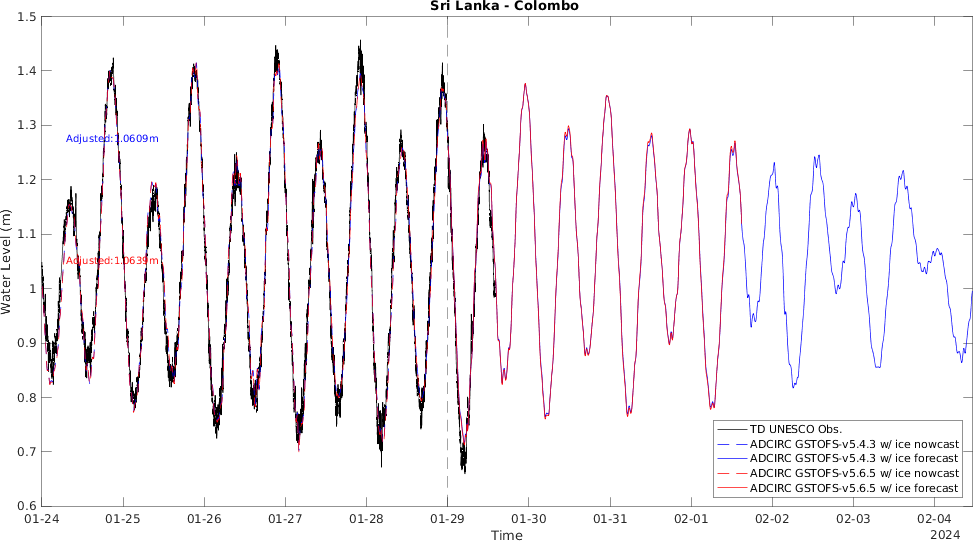 Sri Lanka - Colombo
Water Level (m)
1.5
1.4
1.3
1.2
1.1
1
0.9
0.8
0.7
0.6
Adjusted:1.0609m
Adjusted:1.0639m
TD UNESCO Obs.
ADCIRC GSTOFS-v5.4.3 w/ ice nowcast
ADCIRC GSTOFS-v5.4.3 w/ ice forecast
ADCIRC GSTOFS-v5.6.5 w/ ice nowcast
ADCIRC GSTOFS-v5.6.5 w/ ice forecast
01-24 01-25 01-26 01-27 01-28 01-29 01-30 01-31 02-01 02-02 02-03 02-04
2024
Time